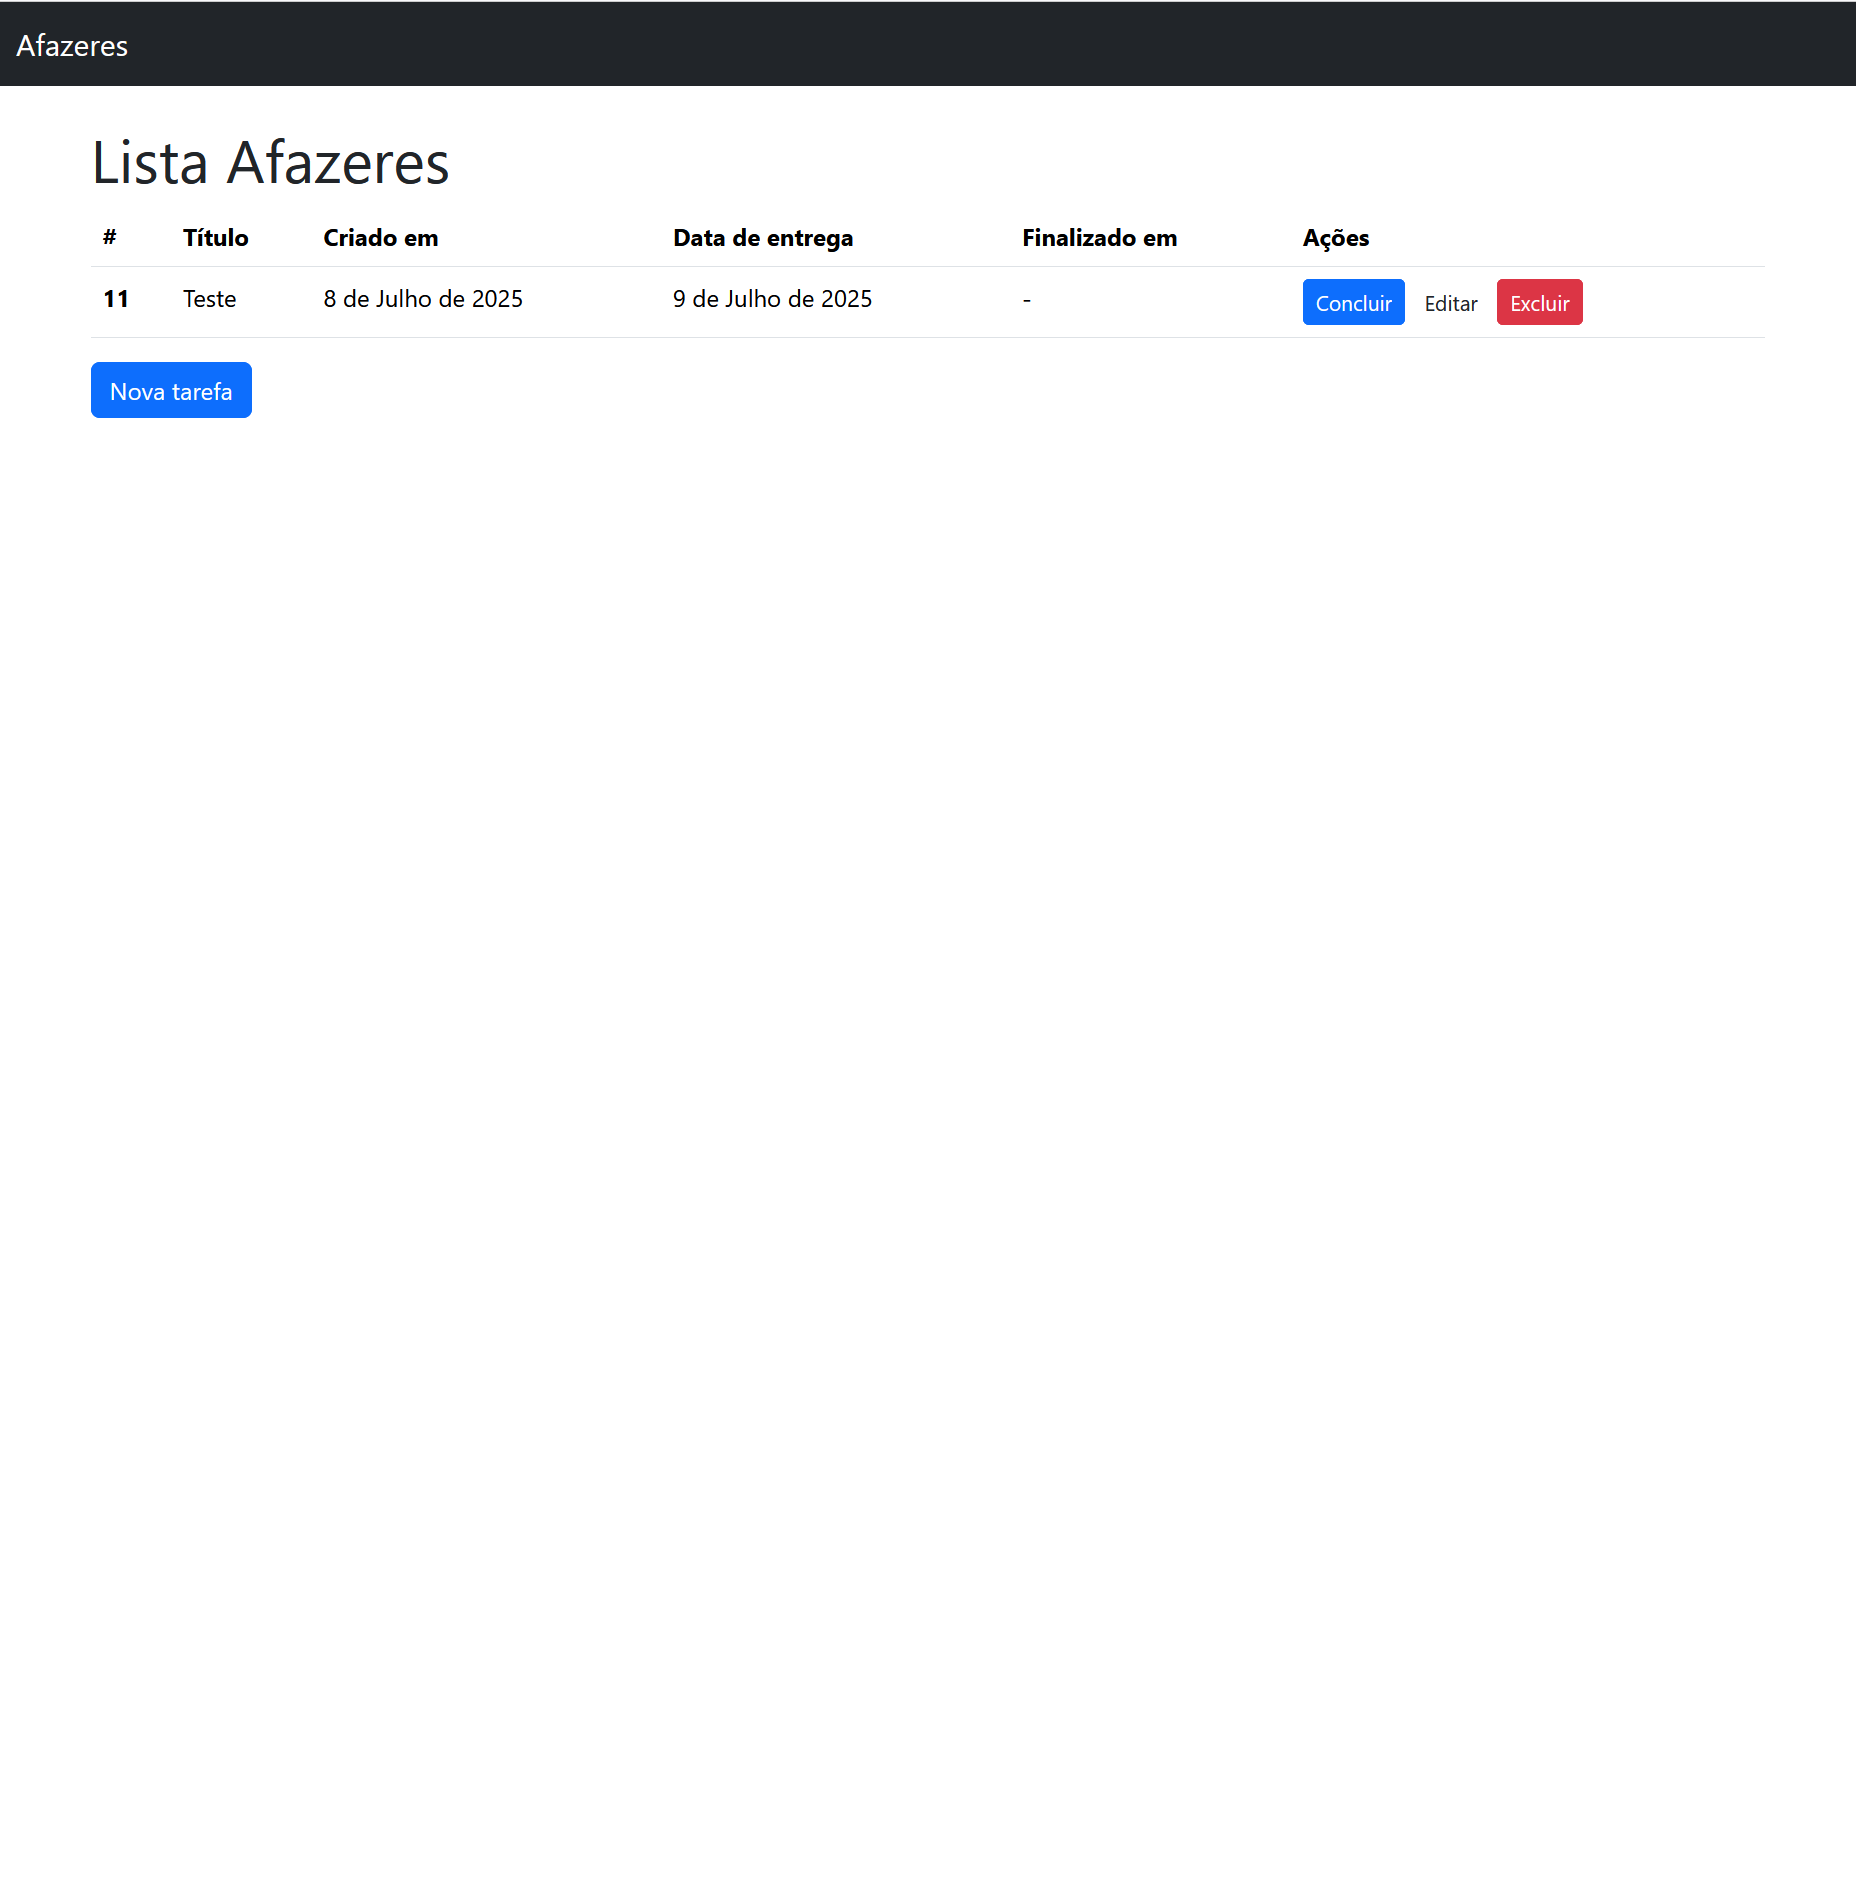 Afazeres
Lista Afazeres
# Título Criado em Data de entrega Finalizado em Ações
11 Teste 8 de Julho de 2025 9 de Julho de 2025 - Concluir Editar Excluir
Nova tarefa